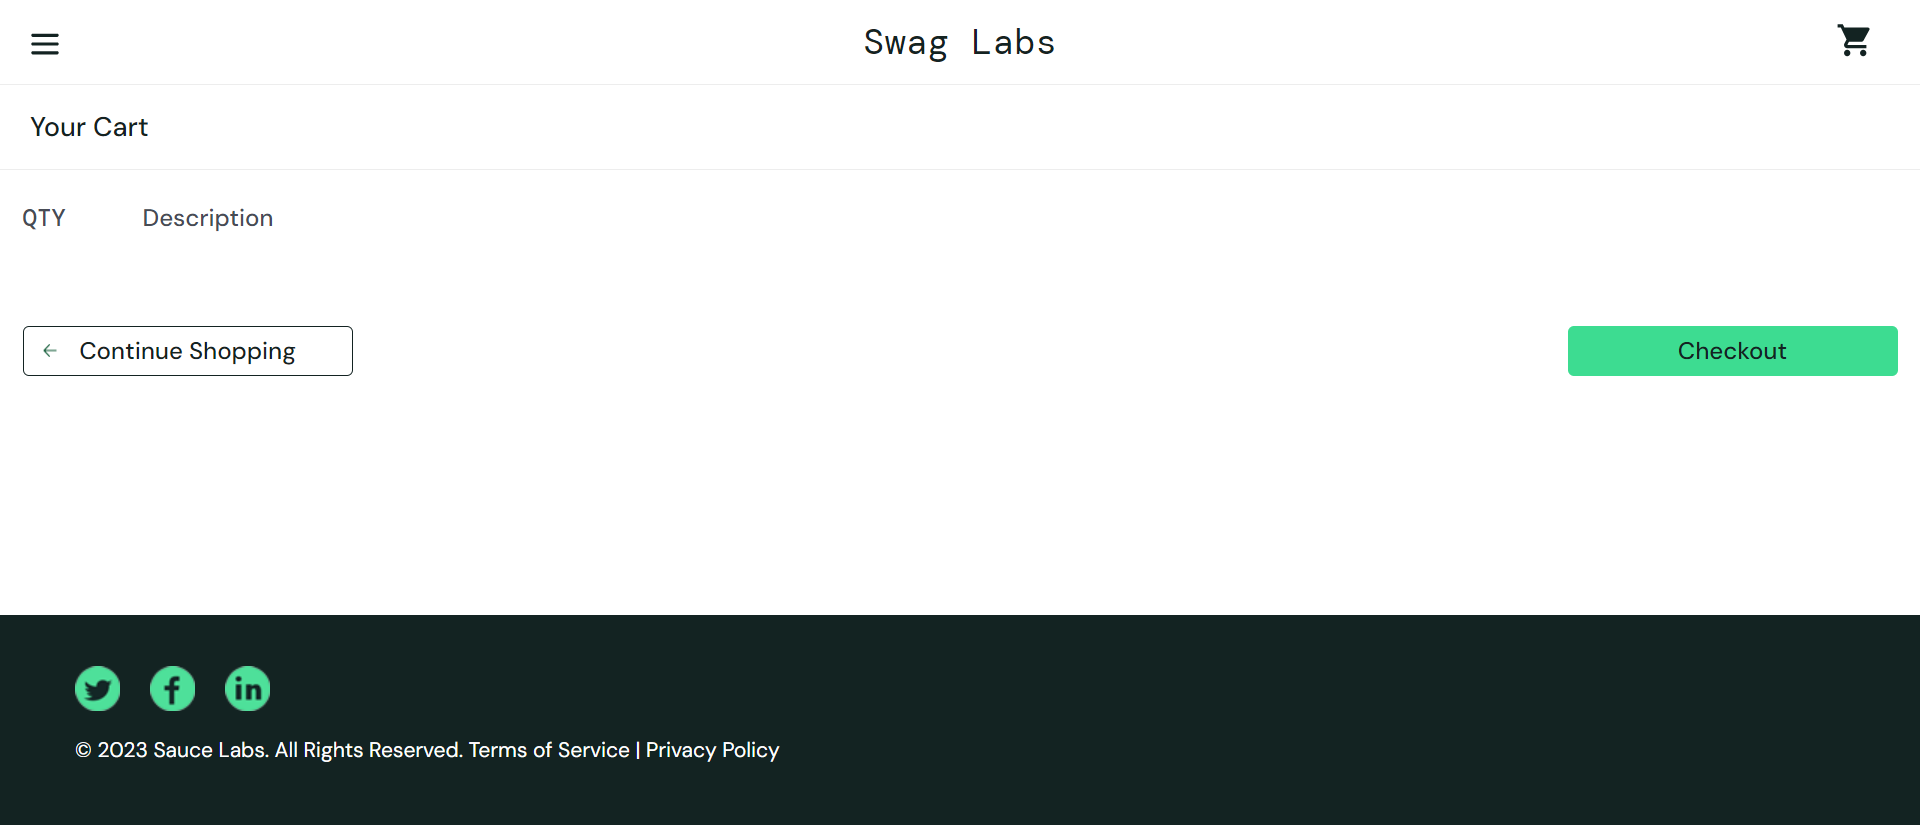 Swag Labs
Your Cart
QTY Description
Continue Shopping
Checkout
© 2023 Sauce Labs. All Rights Reserved. Terms of Service | Privacy Policy